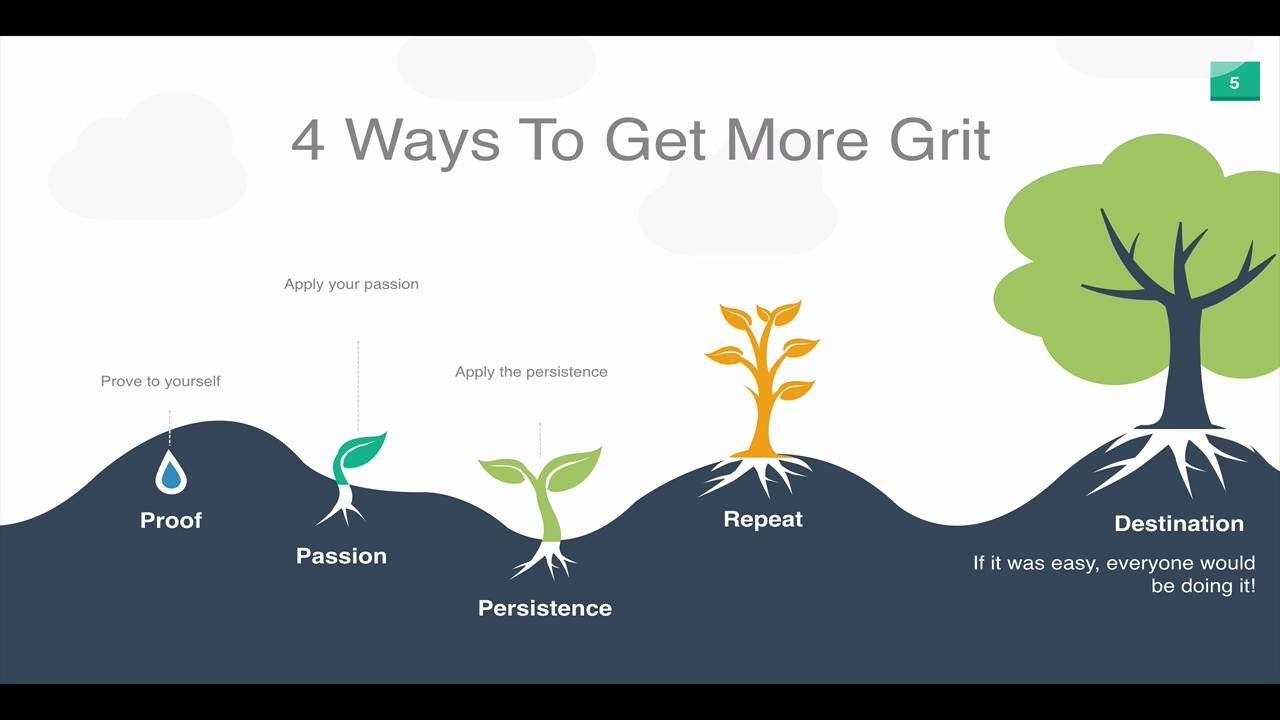 5
4 Ways To Get More Grit
Apply your passion
Prove to yourself
Apply the persistence
Proof
Passion
Persistence
Repeat
Destination
If it was easy, everyone would
be doing it!